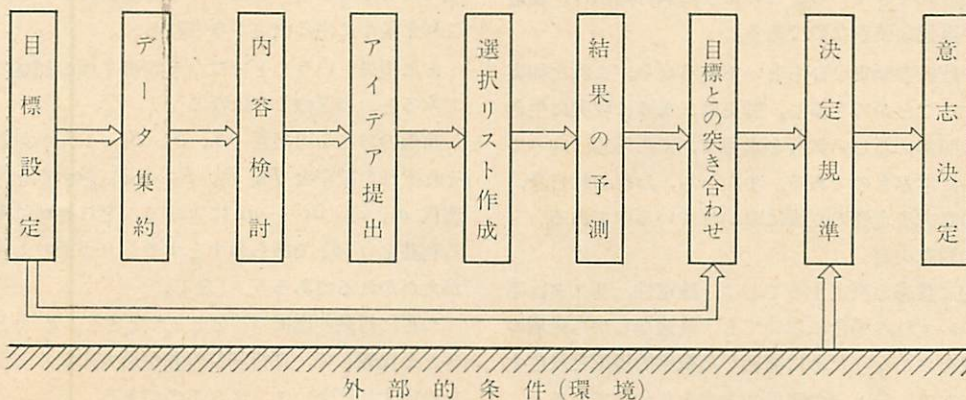 目標設定
データ集約
内容検討
アイデア提出
選択リスト作成
結果の予測
目標との突き合わせ
決定規準
意志決定
外部的条件(環境)